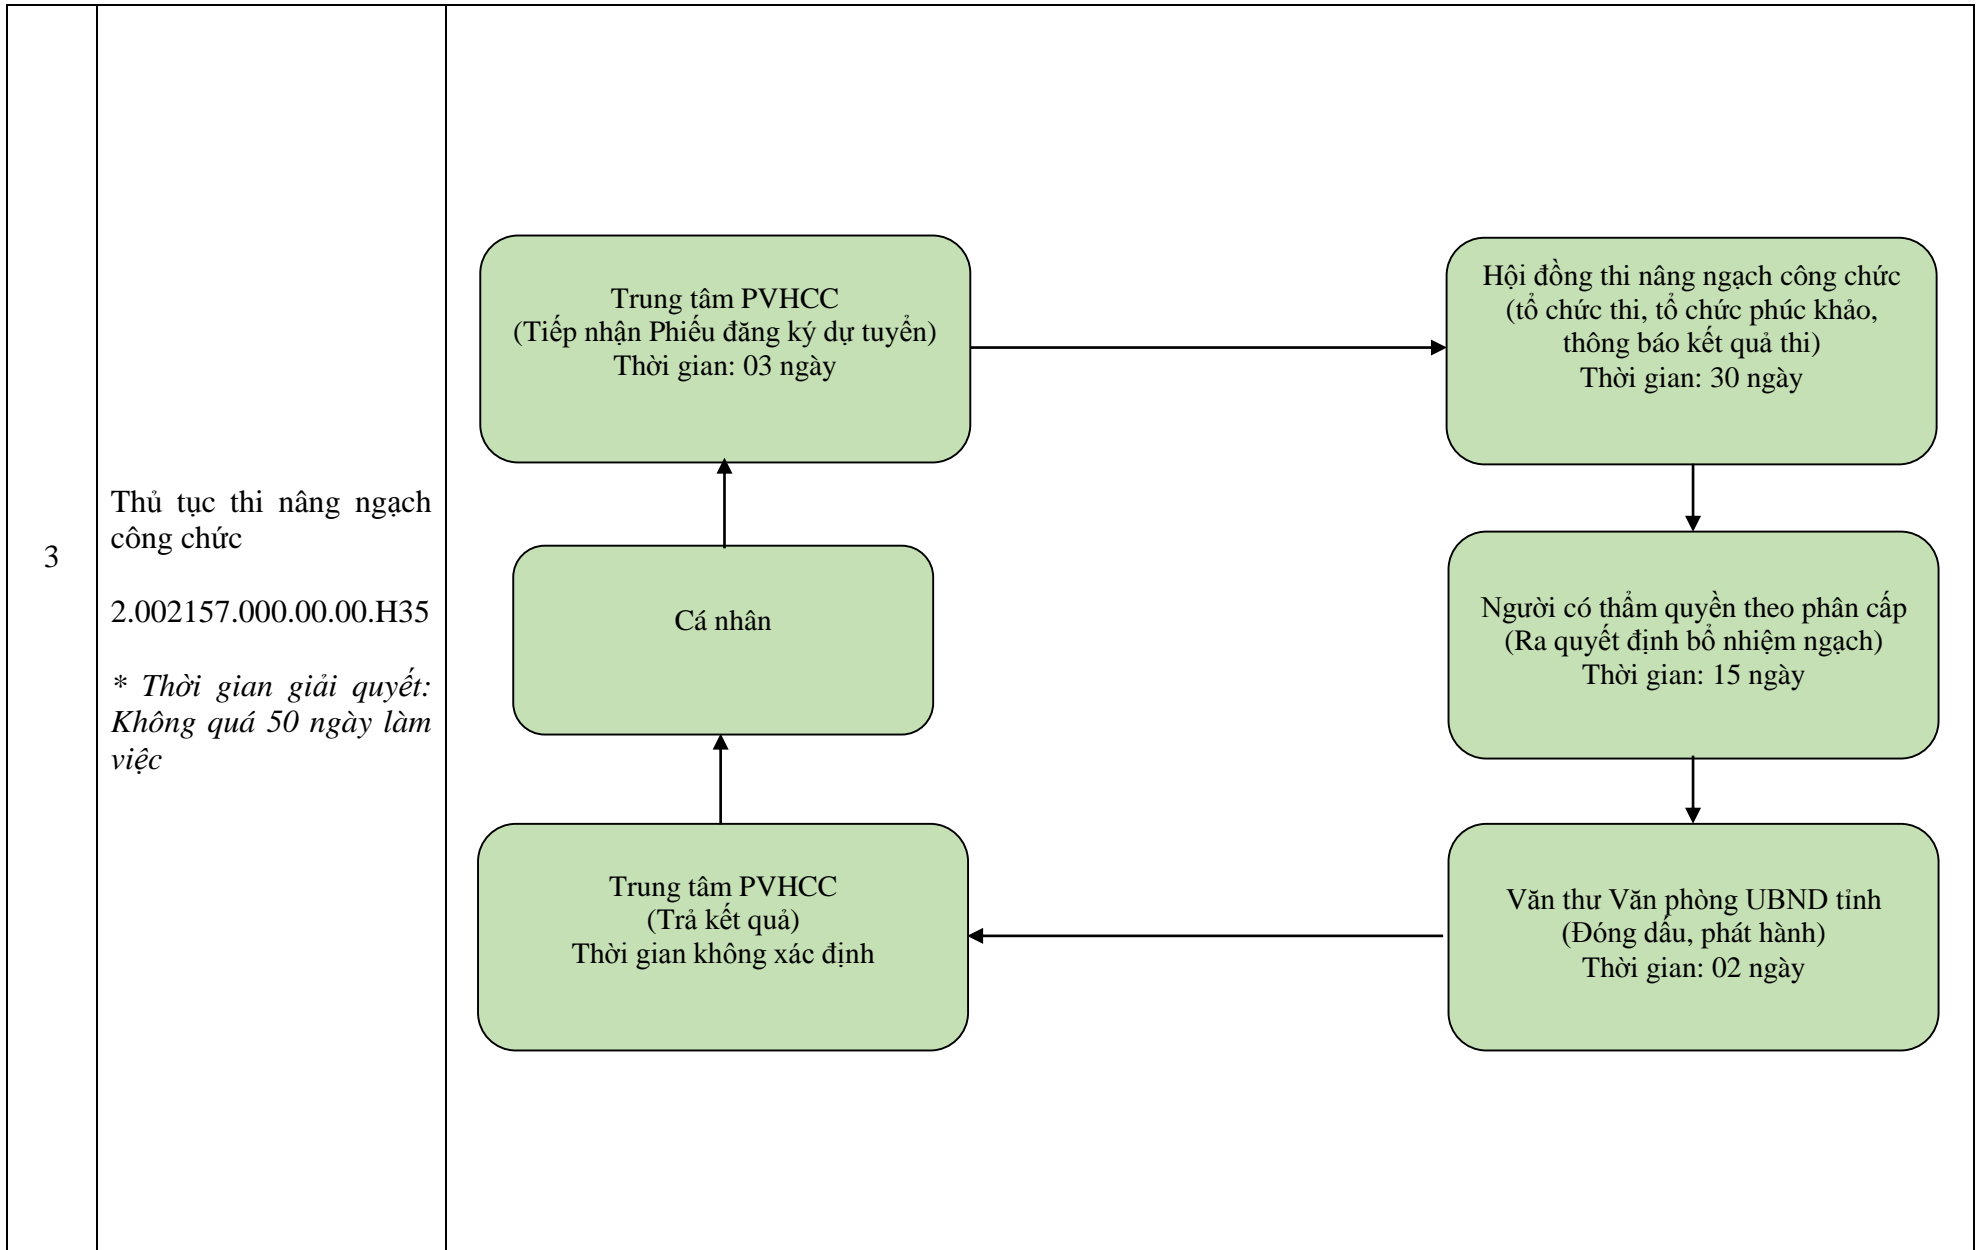 3
Thủ tục thi nâng ngạch
công chức
2.002157.000.00.00.H35
* Thời gian giải quyết:
Không quá 50 ngày làm
việc
Trung tâm PVHCC
(Tiếp nhận Phiếu đăng ký dự tuyển)
Thời gian: 03 ngày
Hội đồng thi nâng ngạch công chức
(tổ chức thi, tổ chức phúc khảo,
thông báo kết quả thi)
Thời gian: 30 ngày
Cá nhân
Người có thẩm quyền theo phân cấp
(Ra quyết định bổ nhiệm ngạch)
Thời gian: 15 ngày
Trung tâm PVHCC
(Trả kết quả)
Thời gian không xác định
Văn thư Văn phòng UBND tỉnh
(Đóng dấu, phát hành)
Thời gian: 02 ngày